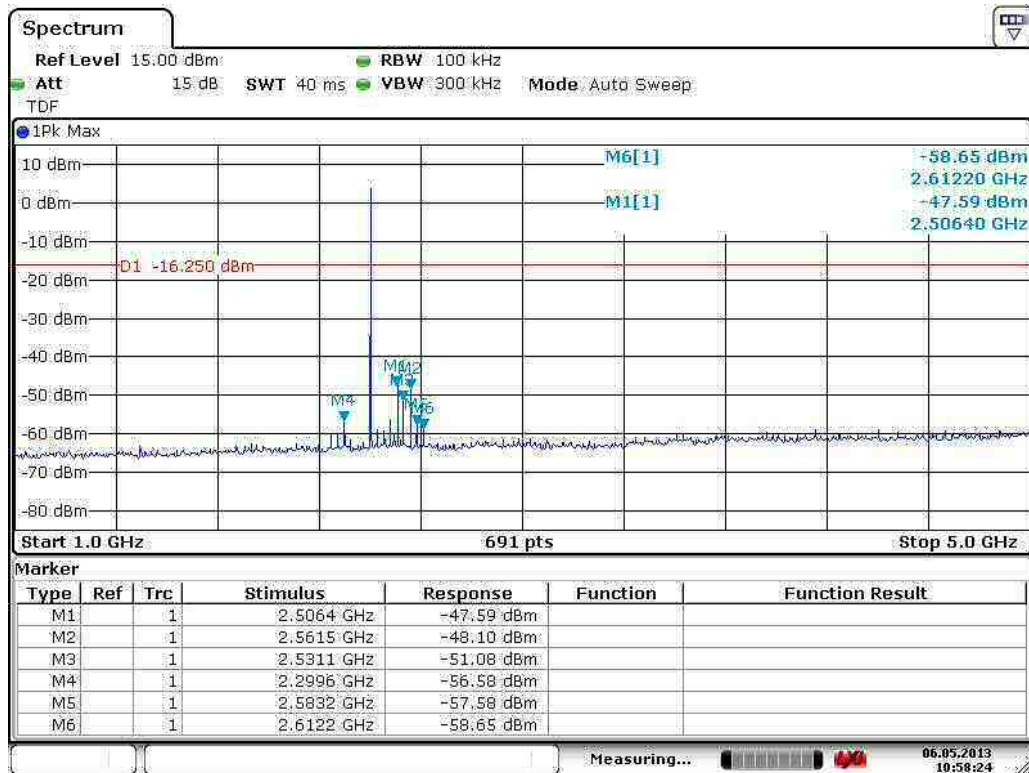 Spectrum
Ref Level 15.00 dBm RBW 100 kHz
Att 15 dB SWT 40 ms VBW 300 kHz Mode Auto Sweep
TDF
1Pk Max
M6[1] -58.65 dBm
2.61220 GHz
M1[1] -47.59 dBm
2.50640 GHz
10 dBm
0 dBm
-10 dBm
D1 -16.250 dBm
-20 dBm
-30 dBm
-40 dBm
M2
-50 dBm
M4
M6
-60 dBm
-70 dBm
-80 dBm
Start 1.0 GHz 691 pts Stop 5.0 GHz
Marker
Type Ref Trc Stimulus Response Function Function Result
M1 1 2.5064 GHz -47.59 dBm
M2 1 2.5615 GHz -48.10 dBm
M3 1 2.5311 GHz -51.08 dBm
M4 1 2.2996 GHz -56.58 dBm
M5 1 2.5832 GHz -57.58 dBm
M6 1 2.6122 GHz -58.65 dBm
Measuring... 06.05.2013
10:58:24